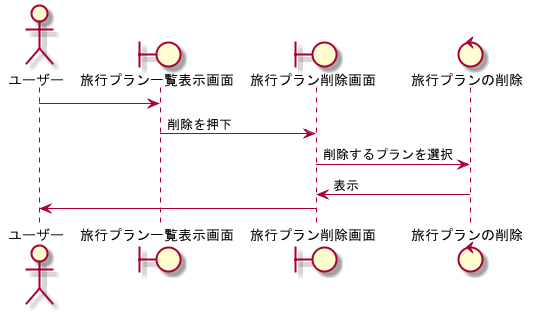 ユーザー
旅行プラン一覧表示画面
旅行プラン削除画面
旅行プランの削除
削除を押下
削除するプランを選択
表示
ユーザー
旅行プラン一覧表示画面
旅行プラン削除画面
旅行プランの削除